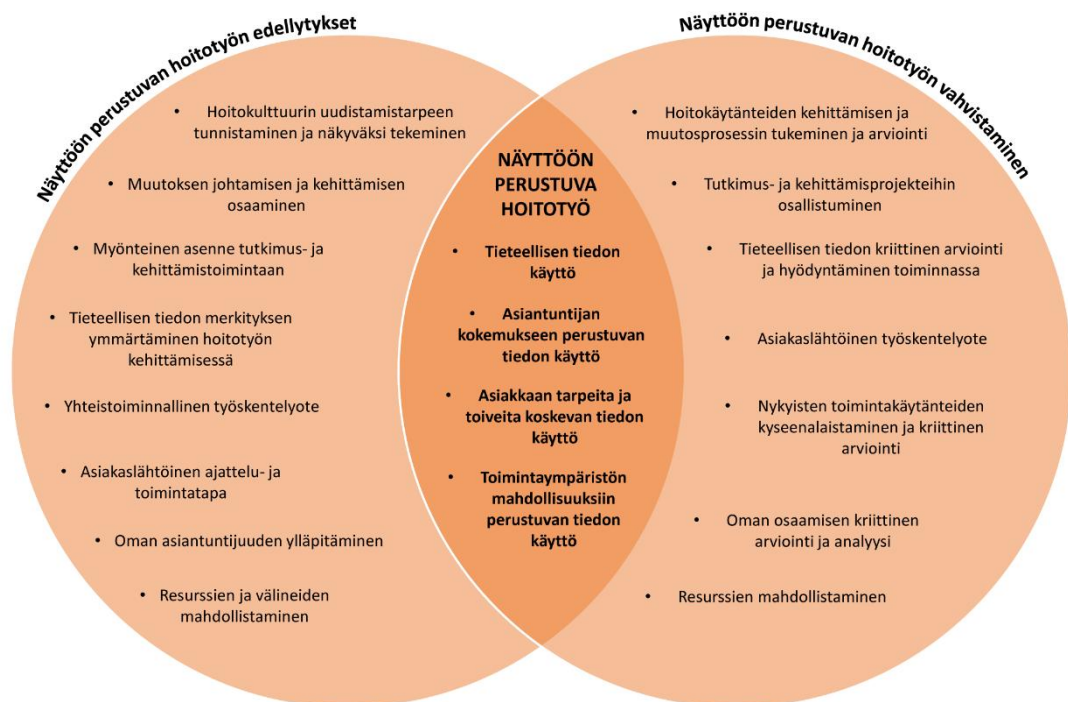 Näyttöön perustuvan hoitotyön edellytykset
• Hoitokulttuurin uudistamistarpeen
tunnistaminen ja näkyväksi tekeminen
• Muutoksen johtamisen ja kehittämisen
osaaminen
• Myönteinen asenne tutkimus- ja
kehittämistoimintaan
• Tieteellisen tiedon merkityksen
ymmärtäminen hoitotyön
kehittämisessä
• Yhteistoiminnallinen työskentelyote
• Asiakaslähtöinen ajattelu- ja
toimintatapa
• Oman asiantuntijuuden ylläpitäminen
• Resurssien ja välineiden
mahdollistaminen
NÄYTTÖÖN
PERUSTUVA
HOITOTYÖ
• Tieteellisen tiedon
käyttö
• Asiantuntijan
kokemukseen perustuvan
tiedon käyttö
• Asiakkaan tarpeita ja
toiveita koskevan tiedon
käyttö
• Toimintaympäristön
mahdollisuuksiin
perustuvan tiedon
käyttö
Näyttöön perustuvan hoitotyön vahvistaminen
• Hoitokäytänteiden kehittämisen ja
muutosprosessin tukeminen ja arviointi
• Tutkimus- ja kehittämisprojekteihin
osallistuminen
• Tieteellisen tiedon kriittinen arviointi
ja hyödyntäminen toiminnassa
• Asiakaslähtöinen työskentelyote
• Nykyisten toimintakäytänteiden
kyseenalaistaminen ja kriittinen
arviointi
• Oman osaamisen kriittinen
arviointi ja analyysi
• Resurssien mahdollistaminen